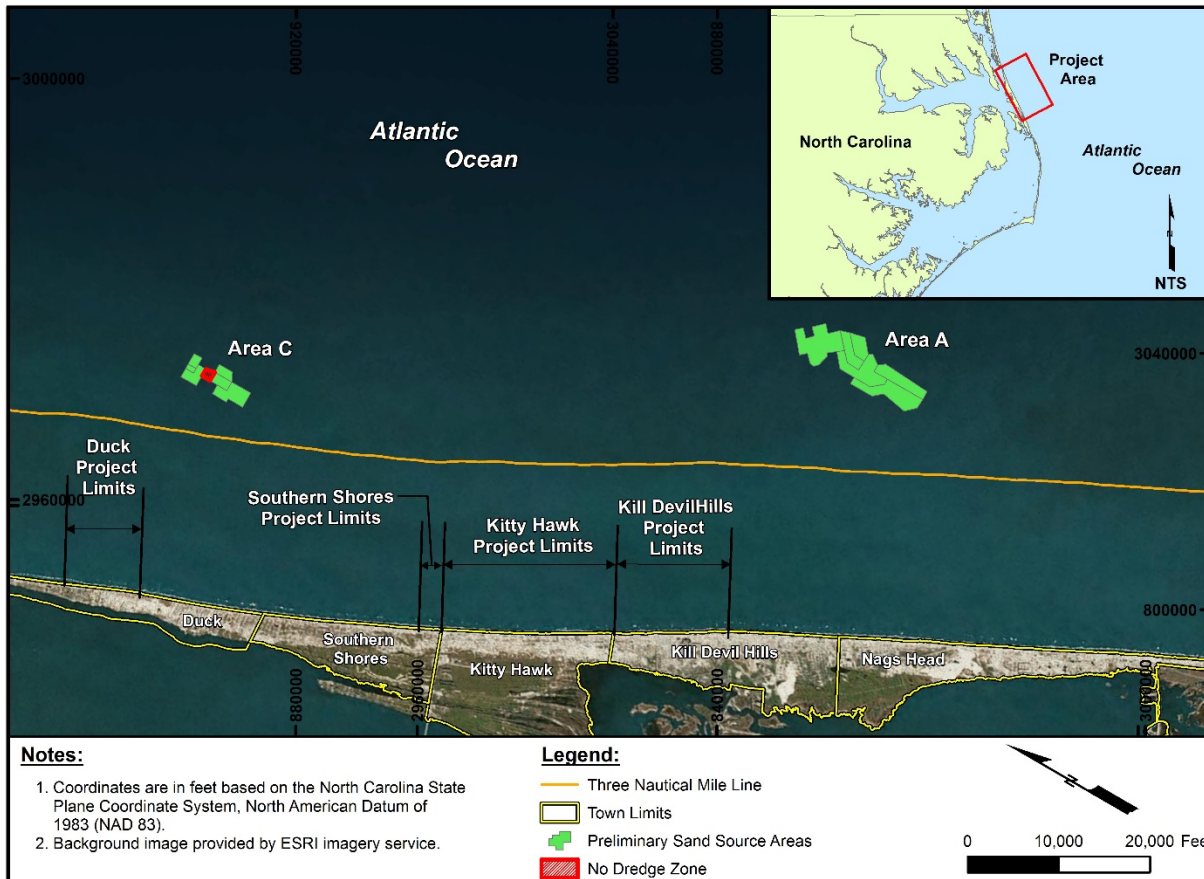 920000
3040000
880000
3000000
Atlantic
Ocean
Project
Area
North Carolina
Atlantic
Ocean
N
NTS
Area C
Area A
3040000
Duck
Project
Limits
2960000
Southern Shores
Project Limits
Kitty Hawk
Project Limits
Kill DevilHills
Project
Limits
800000
Duck
Southern
Shores
Kitty Hawk
Kill Devil Hills
Nags Head
880000
2960000
840000
3000000
Notes:
1. Coordinates are in feet based on the North Carolina State
Plane Coordinate System, North American Datum of
1983 (NAD 83).
2. Background image provided by ESRI imagery service.
Legend:
Three Nautical Mile Line
Town Limits
Preliminary Sand Source Areas
No Dredge Zone
N
0 10,000 20,000 Fee